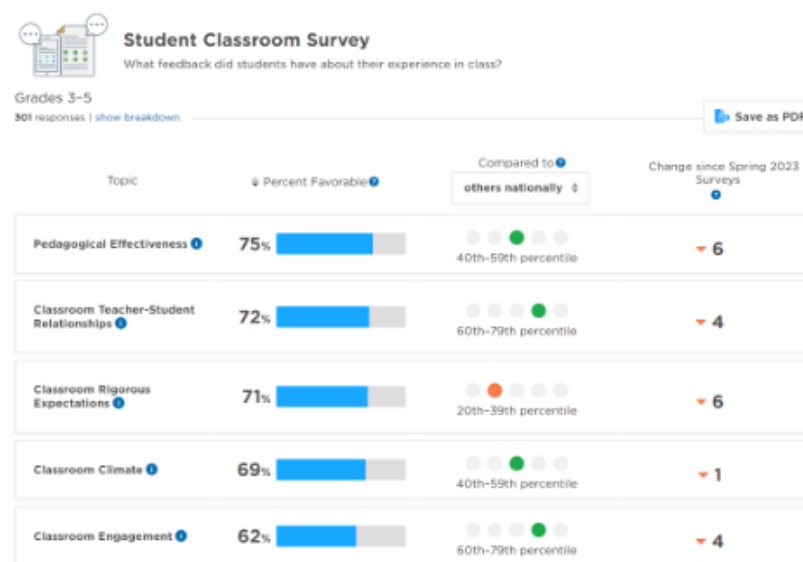 Student Classroom Survey
What feedback did students have about their experience in class?
Grades 3-5
301 responses | show breakdown
Save as PDF
Topic
Percent Favorable
Compared to
others nationally
Change since Spring 2023
Surveys
Pedagogical Effectiveness
75%
40th-59th percentile
6
Classroom Teacher-Student
Relationships
72%
60th-79th percentile
4
Classroom Rigorous
Expectations
71%
20th-39th percentile
6
Classroom Climate
69%
40th-59th percentile
1
Classroom Engagement
62%
60th-79th percentile
4